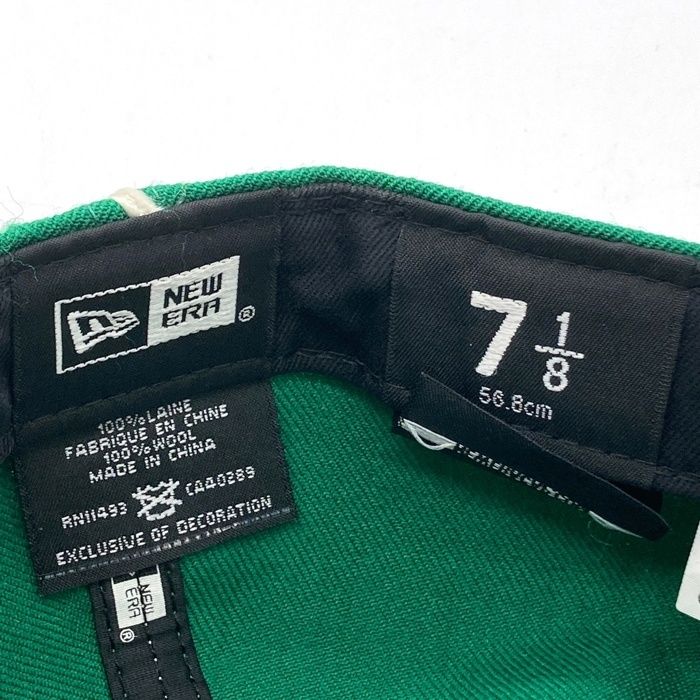 NEW
ERA
®
7 1/8
56.8cm
100% LAINE
FABRIQUE EN CHINE
100% WOOL
MADE IN CHINA
RN11493 CA40289
EXCLUSIVE OF DECORATION
NEW
ERA
®